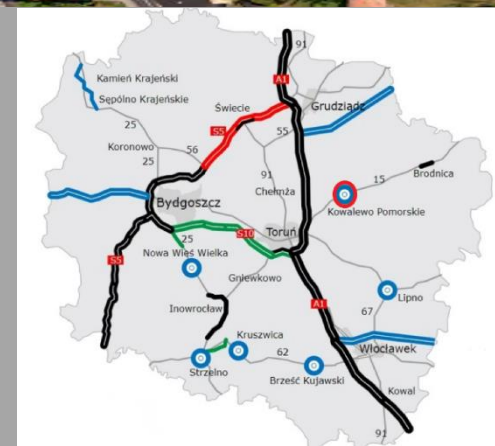 91
A1
Kamień Krajeński
Sępólno Krajeńskie
Świecie
Grudziądz
25
S5
Koronowo
56
55
25
91
15
Brodnica
Chełmża
Bydgoszcz
Kowalewo Pomorskie
S10
Toruń
25
Nowa Wieś Wielka
S5
Gniewkowo
Lipno
A1
Inowrocław
67
Kruszwica
62
Włocławek
Strzelno
Brześć Kujawski
Kowal
91